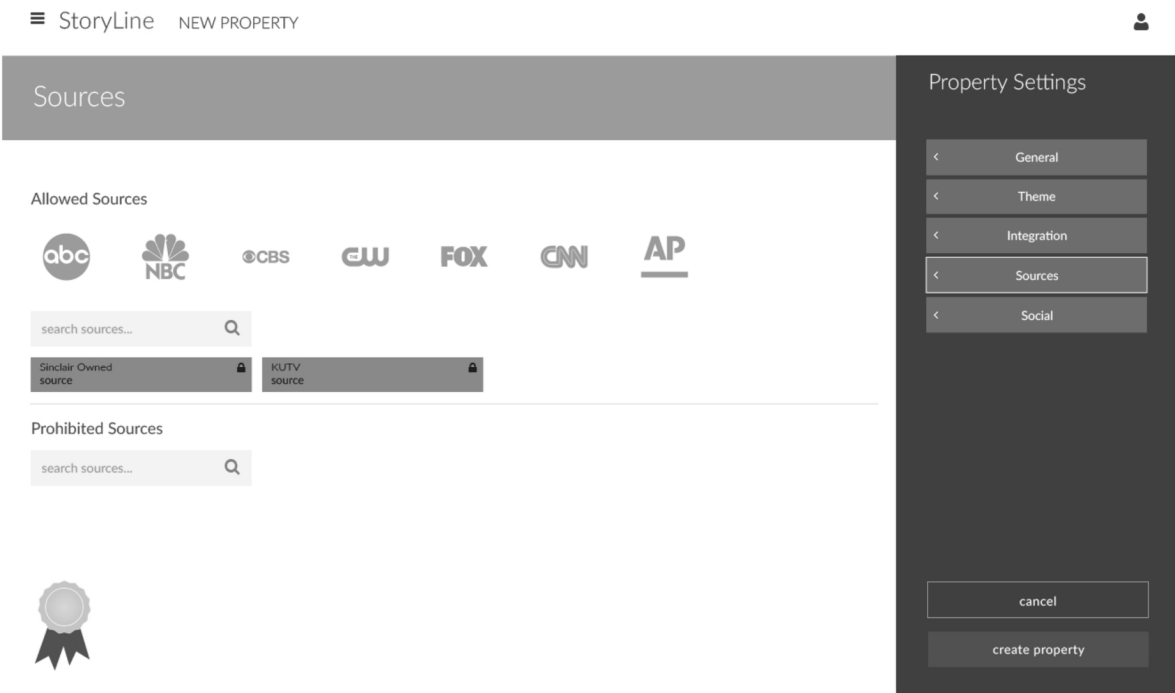 StoryLine NEW PROPERTY
Sources
Allowed Sources
abc
NBC
CBS
THE CW
FOX
CNN
AP
search sources...
Sinclair Owned
source
KUTV
source
Prohibited Sources
search sources...
Property Settings
General
Theme
Integration
Sources
Social
cancel
create property